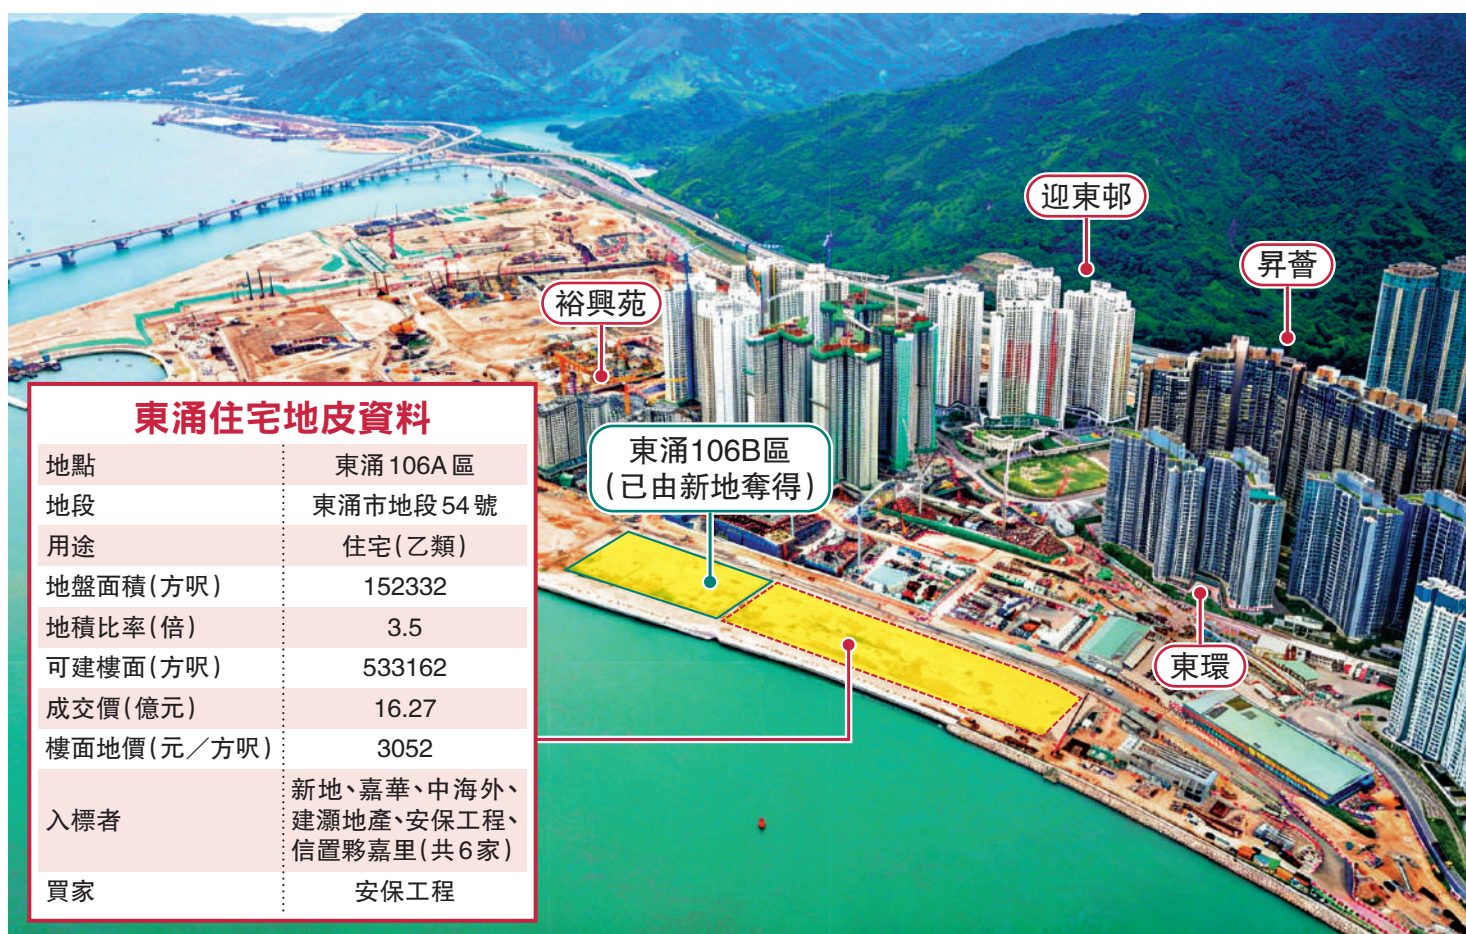 迎東邨
昇薈
裕興苑
東涌106B區
(已由新地奪得)
東環
東涌住宅地皮資料
地點 東涌106A區
地段 東涌市地段54號
用途 住宅(乙類)
地盤面積(方呎) 152332
地積比率(倍) 3.5
可建樓面(方呎) 533162
成交價(億元) 16.27
樓面地價(元／方呎) 3052
入標者 新地、嘉華、中海外、
建灝地產、安保工程、
信置夥嘉里(共6家)
買家 安保工程